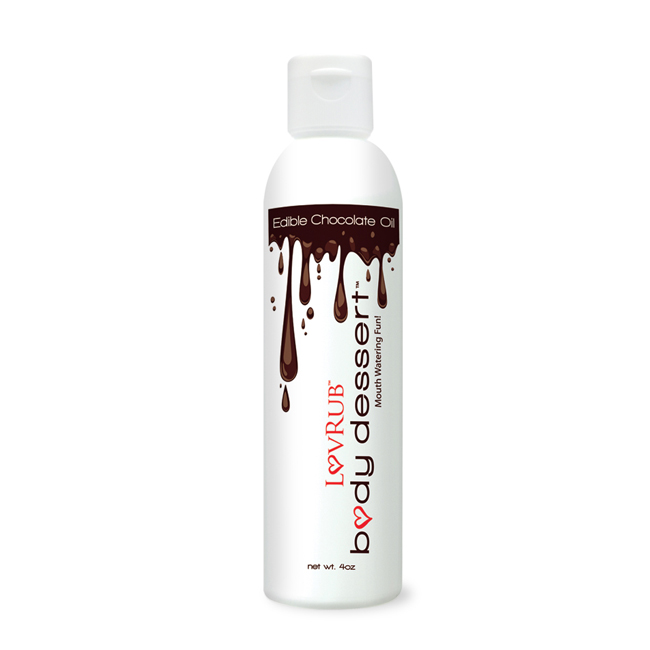 Edible Chocolate Oil
LovRub™
body dessert™
Mouth Watering Fun!
net wt. 4oz